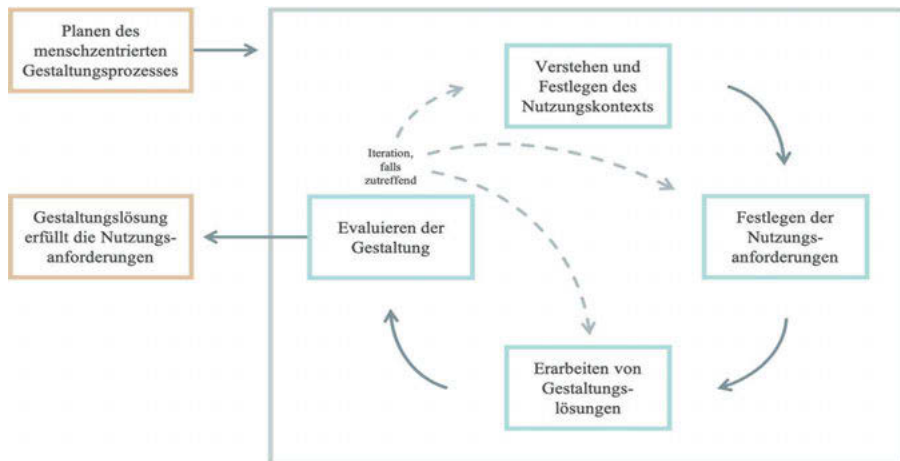 Planen des
menschzentrierten
Gestaltungsprozesses
Verstehen und
Festlegen des
Nutzungskontexts
Iteration,
falls
zutreffend
Gestaltungslösung
erfüllt die Nutzungs-
anforderungen
Evaluieren der
Gestaltung
Festlegen der
Nutzungs-
anforderungen
Erarbeiten von
Gestaltungs-
lösungen